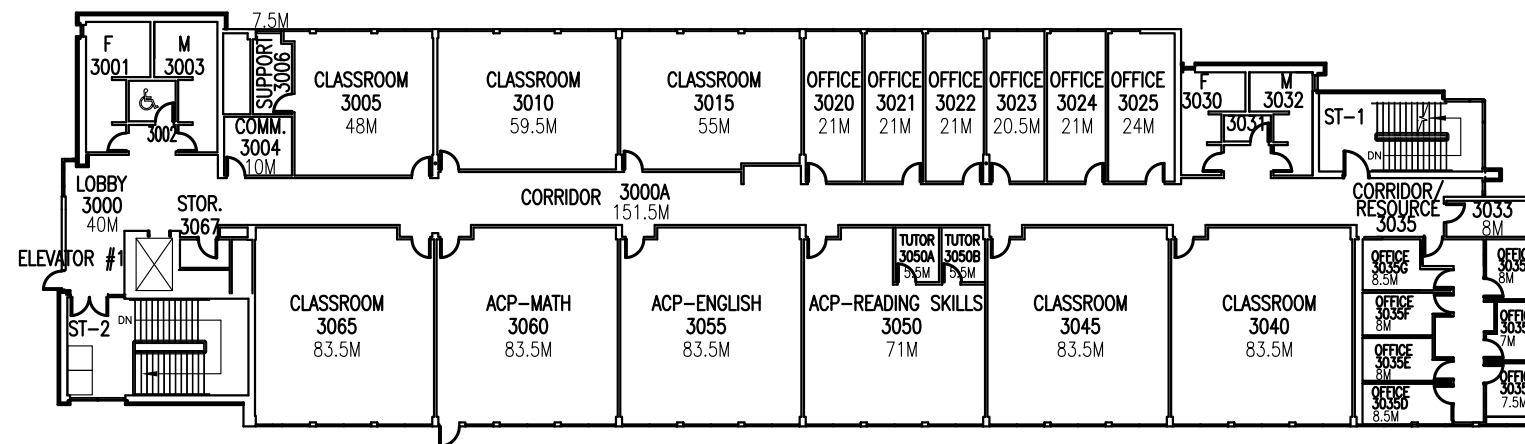 7.5M
F
3001
M
3003
3002
SUPPORT
3006
COMM.
3004
10M
CLASSROOM
3005
48M
CLASSROOM
3010
59.5M
CLASSROOM
3015
55M
OFFICE
3020
21M
OFFICE
3021
21M
OFFICE
3022
21M
OFFICE
3023
20.5M
OFFICE
3024
21M
OFFICE
3025
24M
F
3030
M
3032
3031
ST-1
DN
LOBBY
3000
40M
STOR.
3067
CORRIDOR 3000A
151.5M
CORRIDOR/
RESOURCE
3035
3033
8M
ELEVATOR #1
ST-2
DN
CLASSROOM
3065
83.5M
ACP-MATH
3060
83.5M
ACP-ENGLISH
3055
83.5M
TUTOR
3050A
5.5M
TUTOR
3050B
5.5M
ACP-READING SKILLS
3050
71M
CLASSROOM
3045
83.5M
CLASSROOM
3040
83.5M
OFFICE
3035G
8.5M
OFFICE
3035F
8M
OFFICE
3035E
8M
OFFICE
3035D
8.5M
8M
7M
7.5M